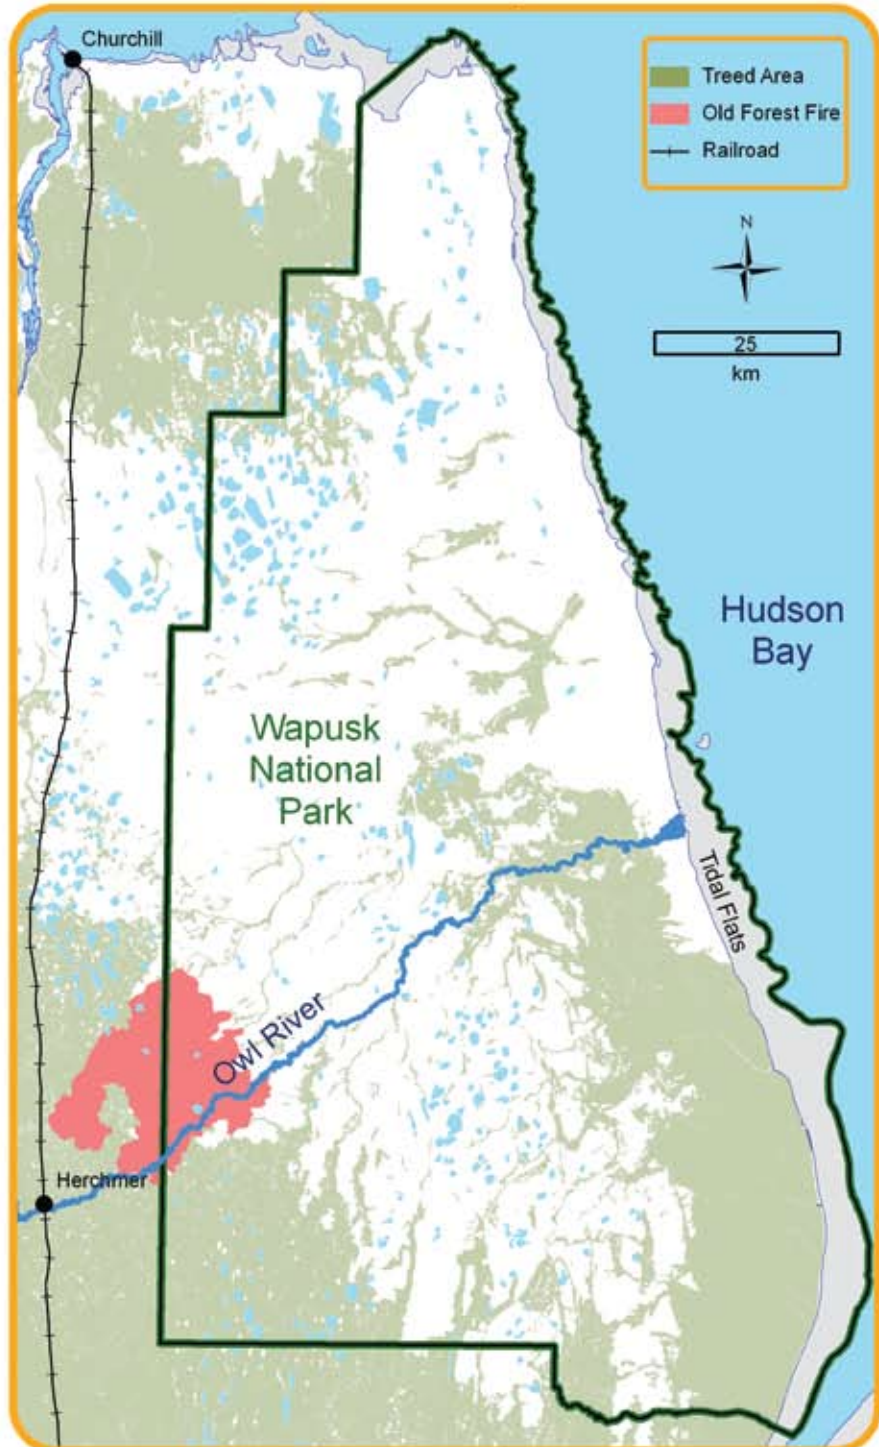 Churchill
Treed Area
Old Forest Fire
Railroad
N
25
km
Hudson
Bay
Wapusk
National
Park
Tidal Flats
Owl River
Herchmer